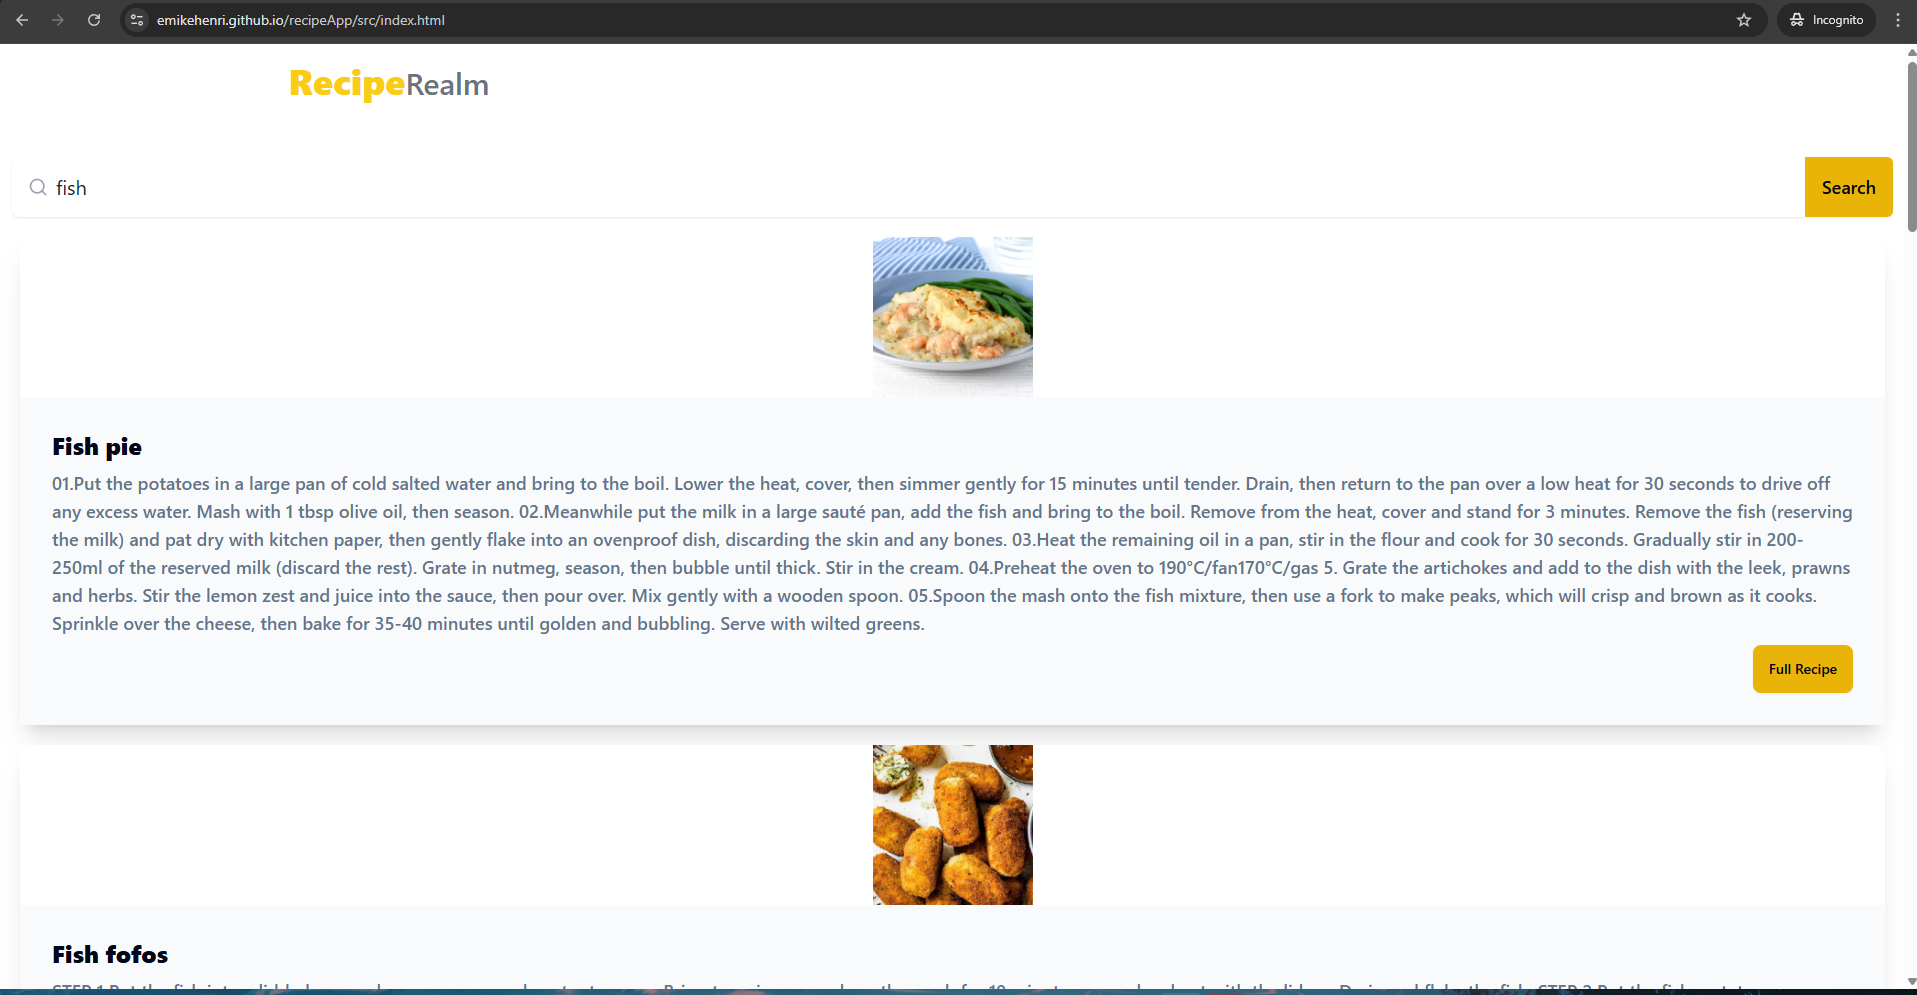 emikehenri.github.io/recipeApp/src/index.html
Incognito
RecipeRealm
fish
Search
Fish pie
01.Put the potatoes in a large pan of cold salted water and bring to the boil. Lower the heat, cover, then simmer gently for 15 minutes until tender. Drain, then return to the pan over a low heat for 30 seconds to drive off
any excess water. Mash with 1 tbsp olive oil, then season. 02.Meanwhile put the milk in a large sauté pan, add the fish and bring to the boil. Remove from the heat, cover and stand for 3 minutes. Remove the fish (reserving
the milk) and pat dry with kitchen paper, then gently flake into an ovenproof dish, discarding the skin and any bones. 03.Heat the remaining oil in a pan, stir in the flour and cook for 30 seconds. Gradually stir in 200-
250ml of the reserved milk (discard the rest). Grate in nutmeg, season, then bubble until thick. Stir in the cream. 04.Preheat the oven to 190°C/fan170°C/gas 5. Grate the artichokes and add to the dish with the leek, prawns
and herbs. Stir the lemon zest and juice into the sauce, then pour over. Mix gently with a wooden spoon. 05.Spoon the mash onto the fish mixture, then use a fork to make peaks, which will crisp and brown as it cooks.
Sprinkle over the cheese, then bake for 35-40 minutes until golden and bubbling. Serve with wilted greens.
Full Recipe
Fish fofos